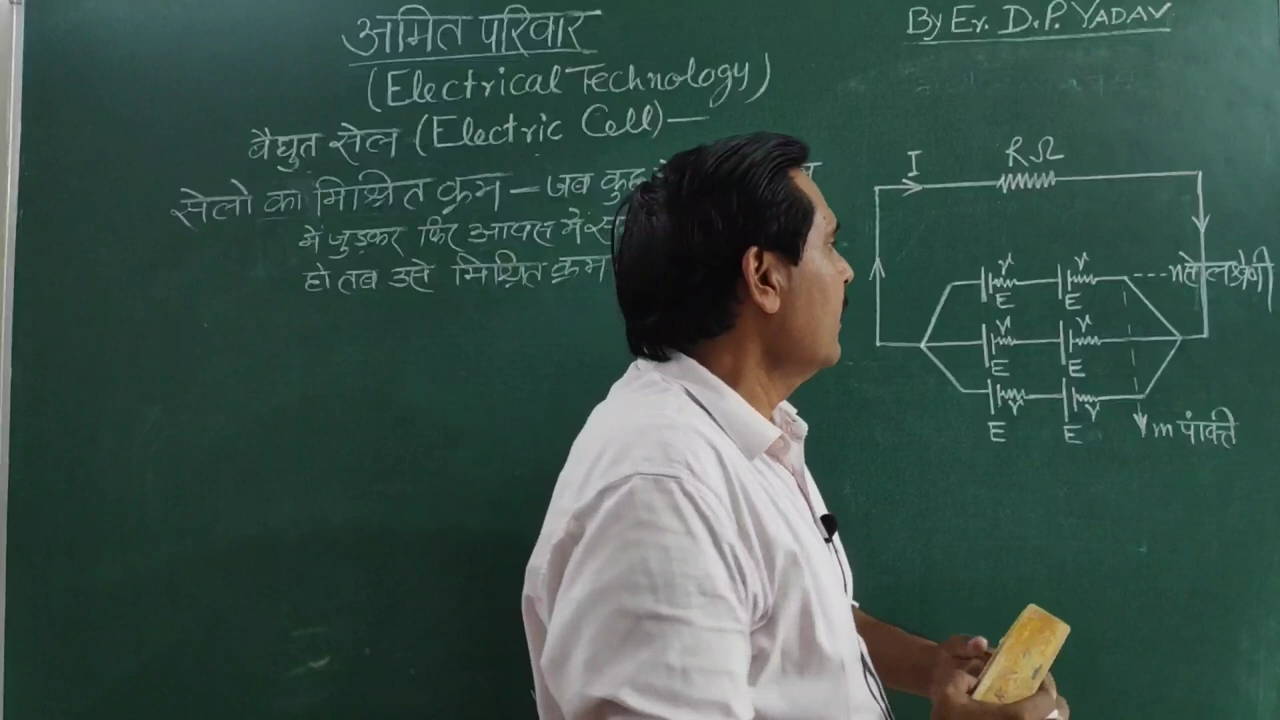 अमित परिवार
By Er. D.P. YADAV
(Electrical Technology)
वैद्युत सेल (Electric Cell)—
सेलो का मिश्रित क्रम – जब
में जुड़कर फिर आपस में
हो तब उसे मिश्रित क्रम
I
RΩ
r r
E E
r r
E E
r r
E E
m पंक्ति